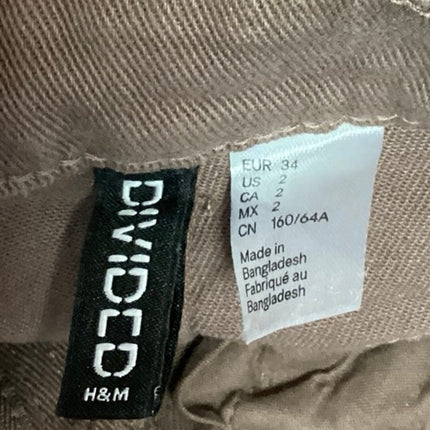 DIVIDED
H&M
EUR 34
US 2
CA 2
MX 2
CN 160/64A
Made in
Bangladesh
Fabriqué au
Bangladesh